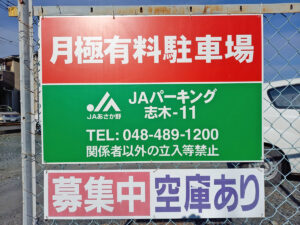 月極有料駐車場
JAあさか野
JAパーキング
志木-11
TEL: 048-489-1200
関係者以外の立入等禁止
募集中 空庫あり